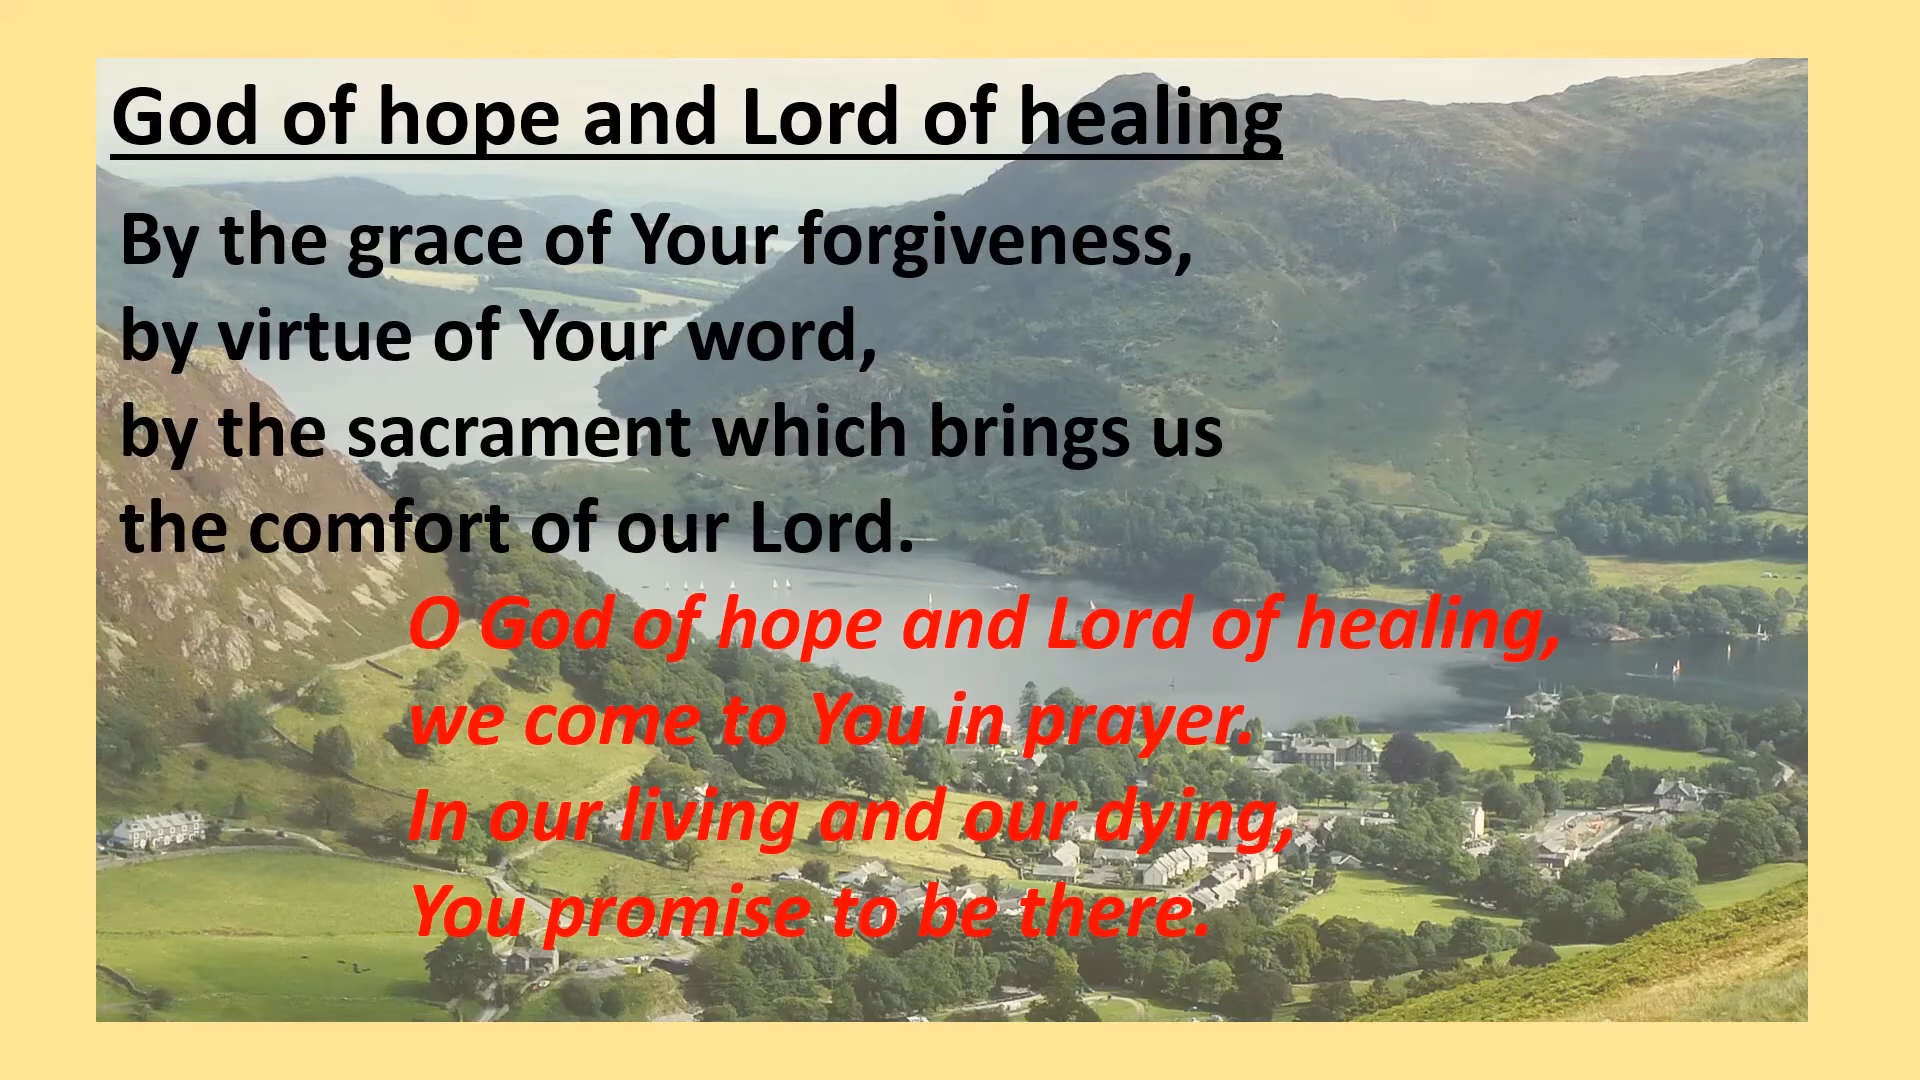 God of hope and Lord of healing
By the grace of Your forgiveness,
by virtue of Your word,
by the sacrament which brings us
the comfort of our Lord.
O God of hope and Lord of healing,
we come to You in prayer.
In our living and our dying,
You promise to be there.